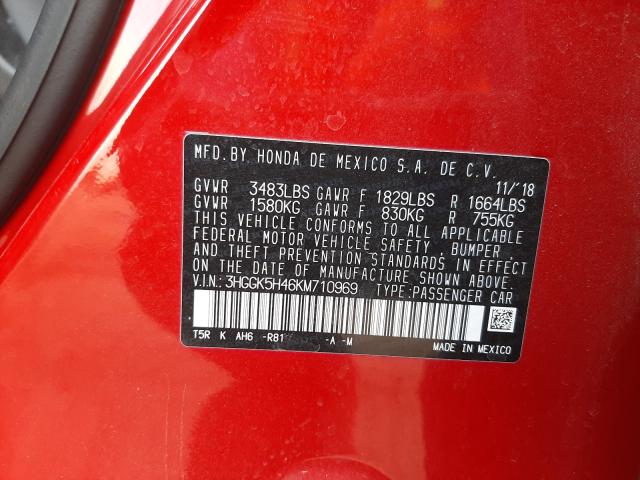 MFD. BY HONDA DE MEXICO S.A. DE C.V.
11/'18
GVWR 3483LBS GAWR F 1829LBS R 1664LBS
GVWR 1580KG GAWR F 830KG R 755KG
THIS VEHICLE CONFORMS TO ALL APPLICABLE
FEDERAL MOTOR VEHICLE SAFETY, BUMPER,
AND THEFT PREVENTION STANDARDS IN EFFECT
ON THE DATE OF MANUFACTURE SHOWN ABOVE.
V.I.N.: 3HGGK5H46KM710969 TYPE:PASSENGER CAR
T5R K AH6 -R81 -A -M MADE IN MEXICO